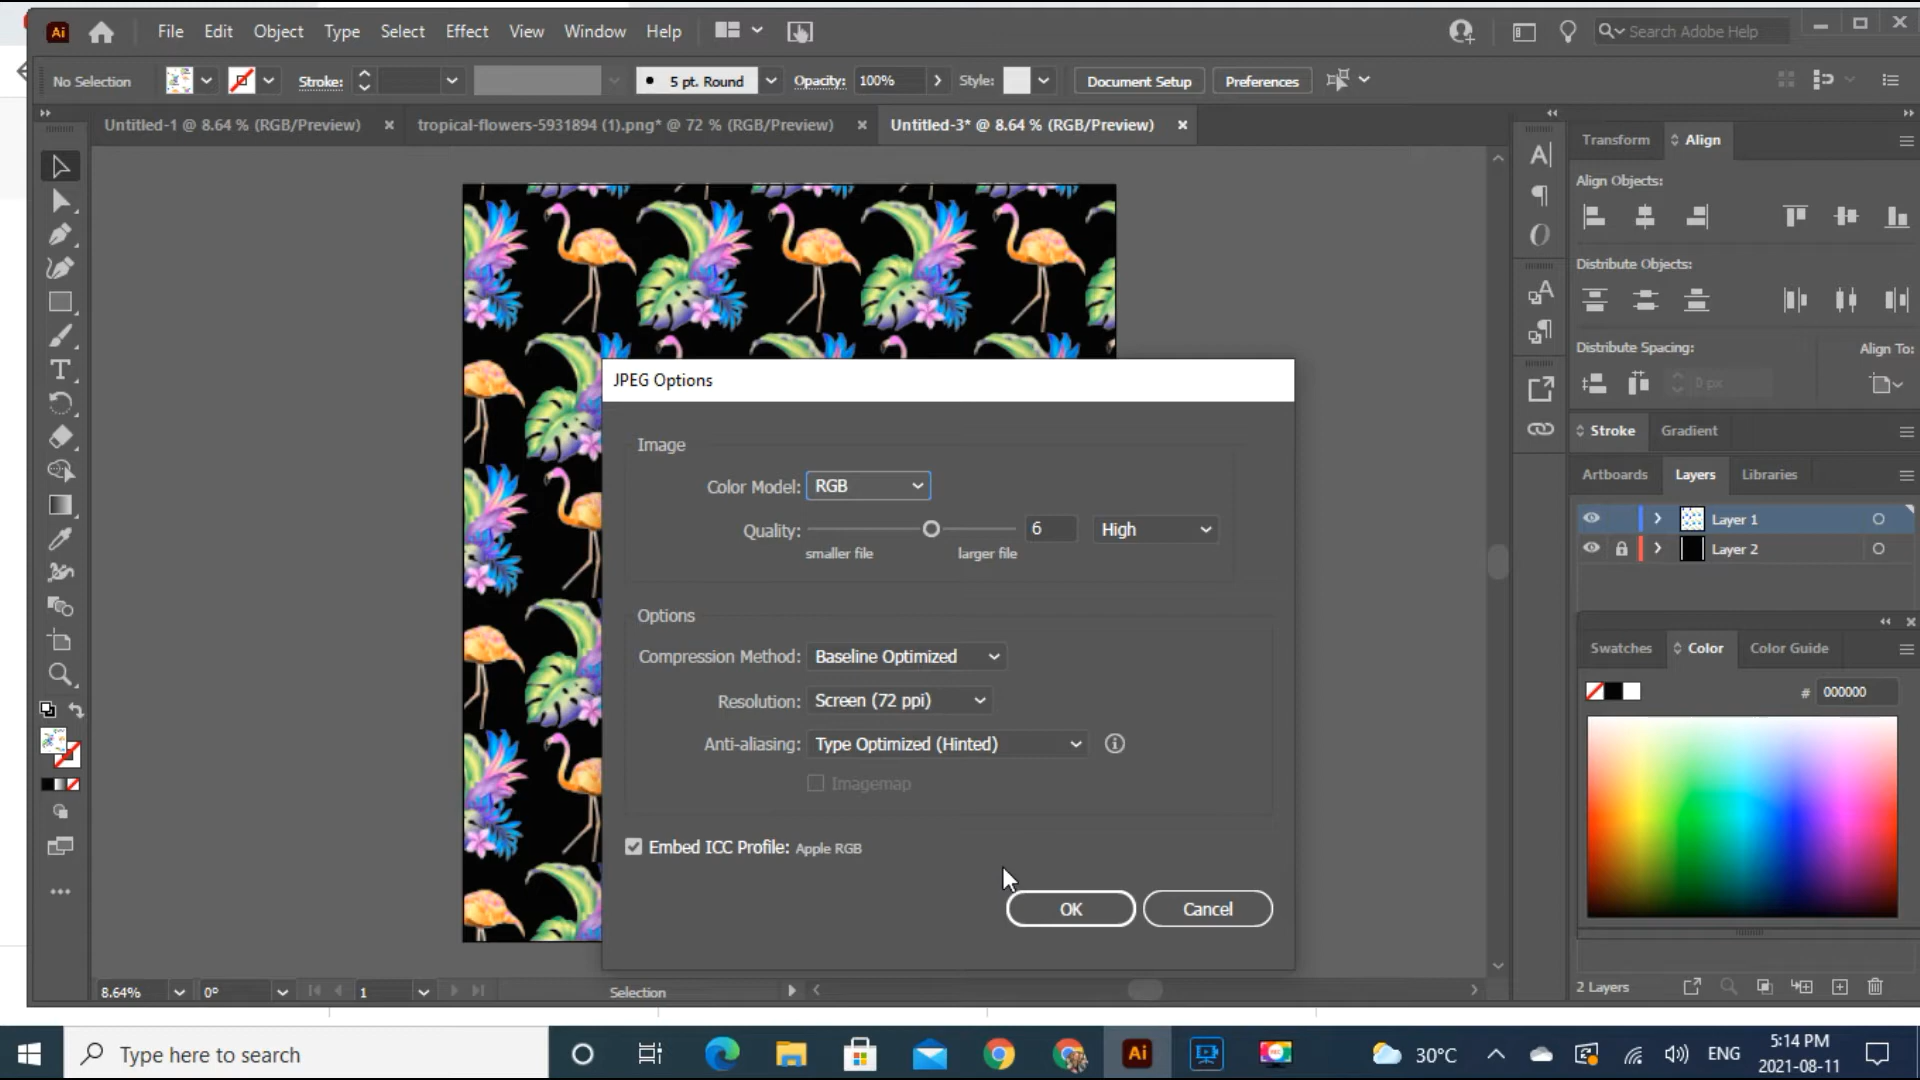 Ai File Edit Object Type Select Effect View Window Help Search Adobe Help
No Selection Stroke: 5 pt. Round Opacity: 100% Style: Document Setup Preferences
Untitled-1 @ 8.64 % (RGB/Preview) × tropical-flowers-5931894 (1).png* @ 72 % (RGB/Preview) × Untitled-3* @ 8.64 % (RGB/Preview) ×
Transform Align
Align Objects:
Distribute Objects:
Distribute Spacing: Align To:
0 px
Stroke Gradient
Artboards Layers Libraries
Layer 1
Layer 2
Swatches Color Color Guide
# 000000
2 Layers
JPEG Options
Image
Color Model: RGB
Quality: 6 High
smaller file larger file
Options
Compression Method: Baseline Optimized
Resolution: Screen (72 ppi)
Anti-aliasing: Type Optimized (Hinted)
Imagemap
Embed ICC Profile: Apple RGB
OK Cancel
8.64% 0° 1 Selection
Type here to search Ai 30°C ENG 5:14 PM
2021-08-11